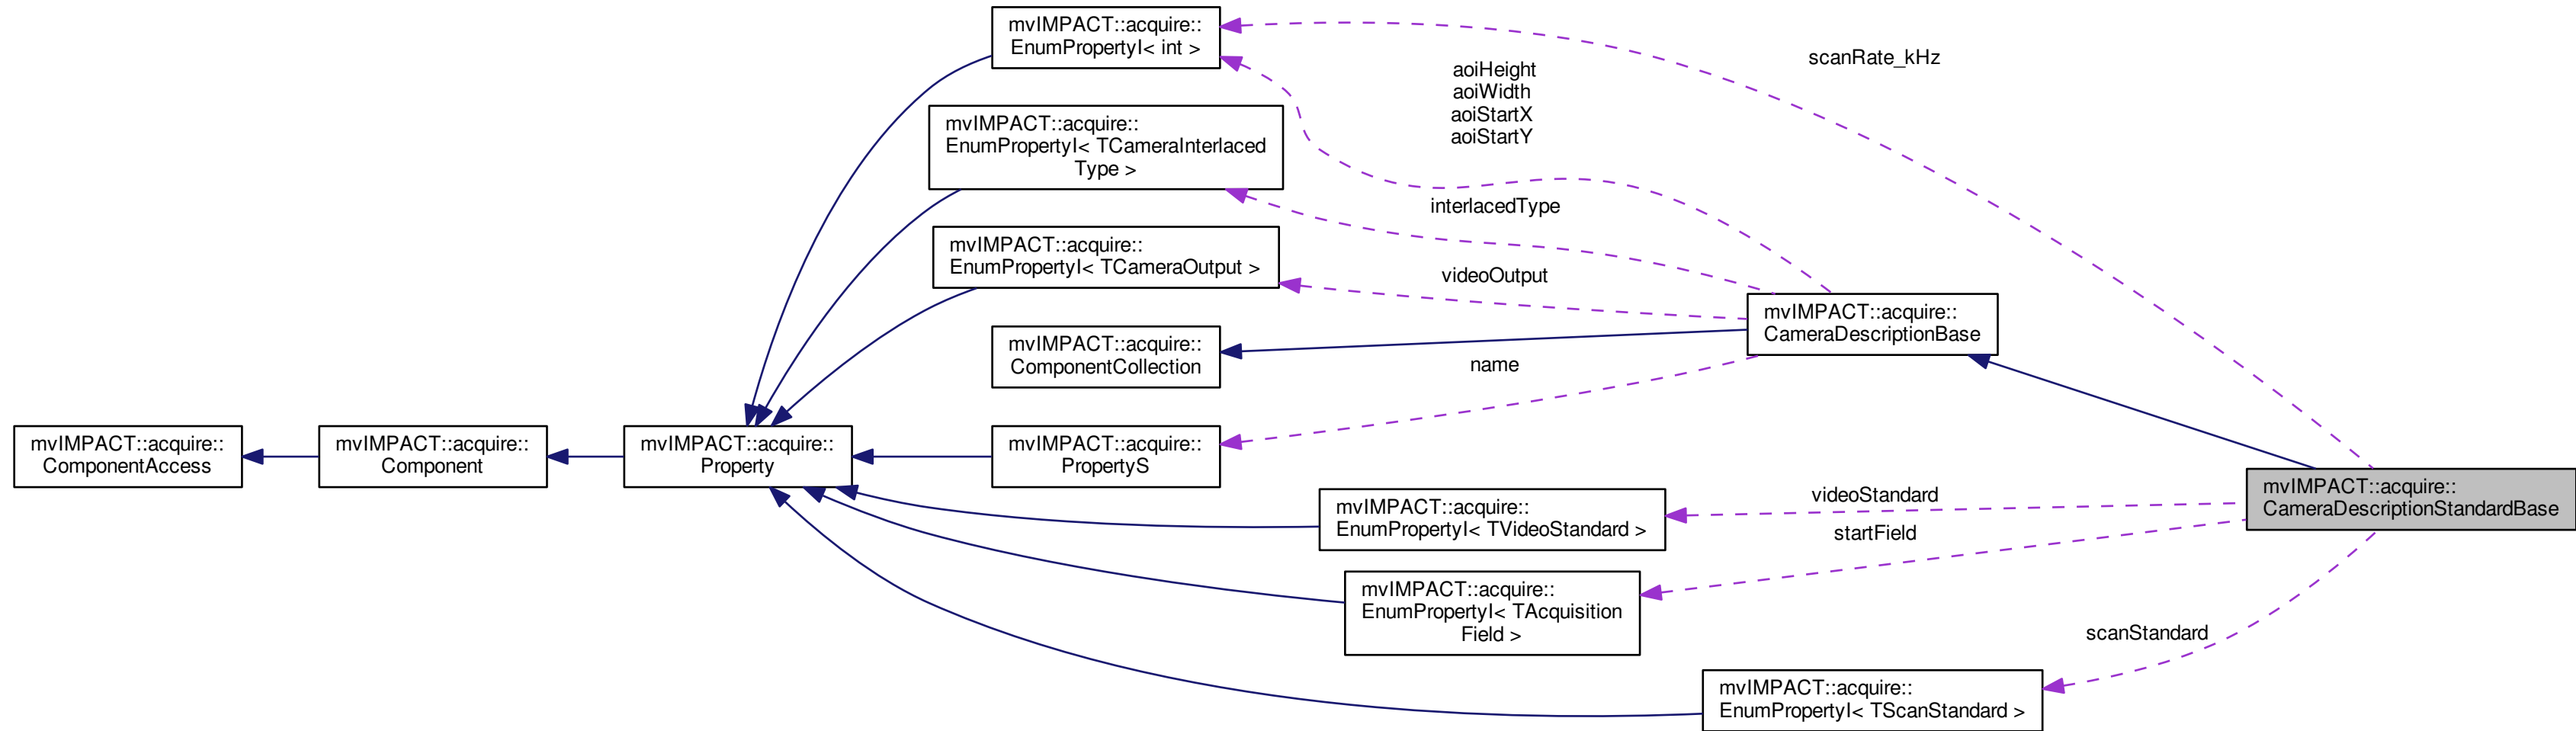 mvIMPACT::acquire::
EnumPropertyI< int >
scanRate_kHz
aoiHeight
aoiWidth
aoiStartX
aoiStartY
mvIMPACT::acquire::
EnumPropertyI< TCameraInterlaced
Type >
interlacedType
mvIMPACT::acquire::
EnumPropertyI< TCameraOutput >
videoOutput
mvIMPACT::acquire::
CameraDescriptionBase
mvIMPACT::acquire::
ComponentCollection
name
mvIMPACT::acquire::
ComponentAccess
mvIMPACT::acquire::
Component
mvIMPACT::acquire::
Property
mvIMPACT::acquire::
PropertyS
mvIMPACT::acquire::
EnumPropertyI< TVideoStandard >
videoStandard
startField
mvIMPACT::acquire::
CameraDescriptionStandardBase
mvIMPACT::acquire::
EnumPropertyI< TAcquisition
Field >
scanStandard
mvIMPACT::acquire::
EnumPropertyI< TScanStandard >